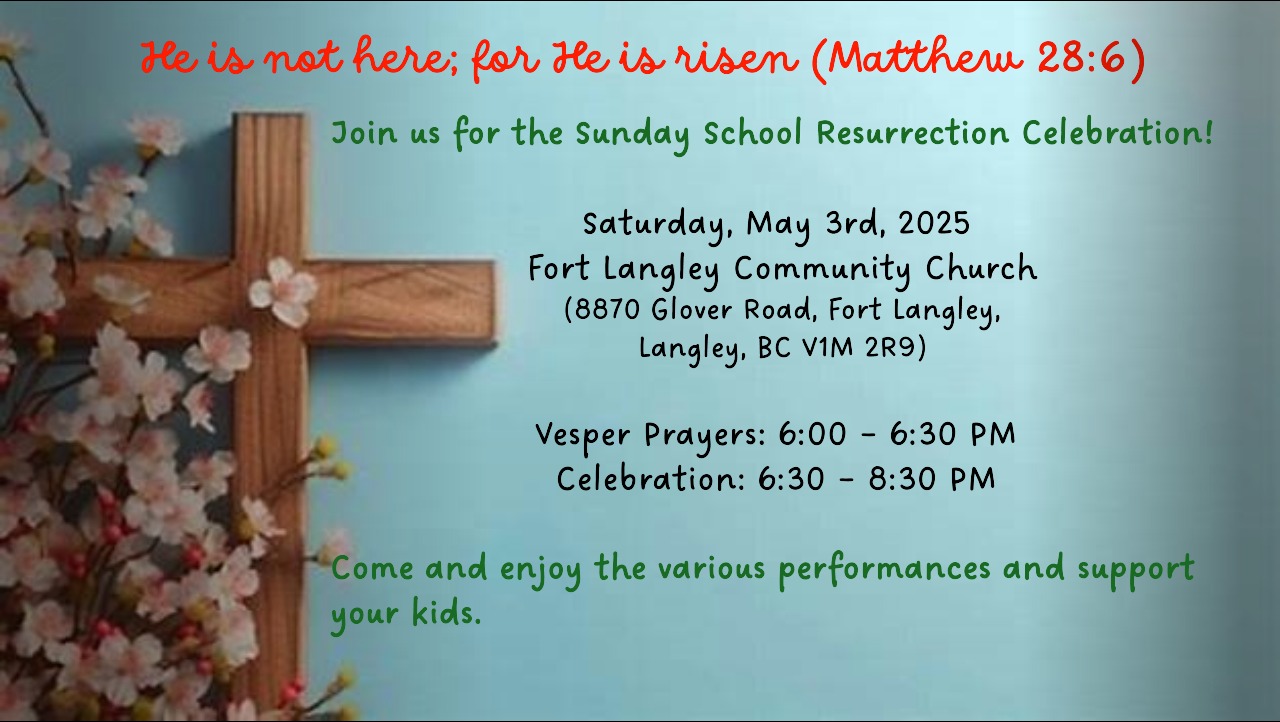 He is not here; for He is risen (Matthew 28:6)
Join us for the Sunday School Resurrection Celebration!
Saturday, May 3rd, 2025
Fort Langley Community Church
(8870 Glover Road, Fort Langley,
Langley, BC V1M 2R9)
Vesper Prayers: 6:00 - 6:30 PM
Celebration: 6:30 - 8:30 PM
Come and enjoy the various performances and support
your kids.